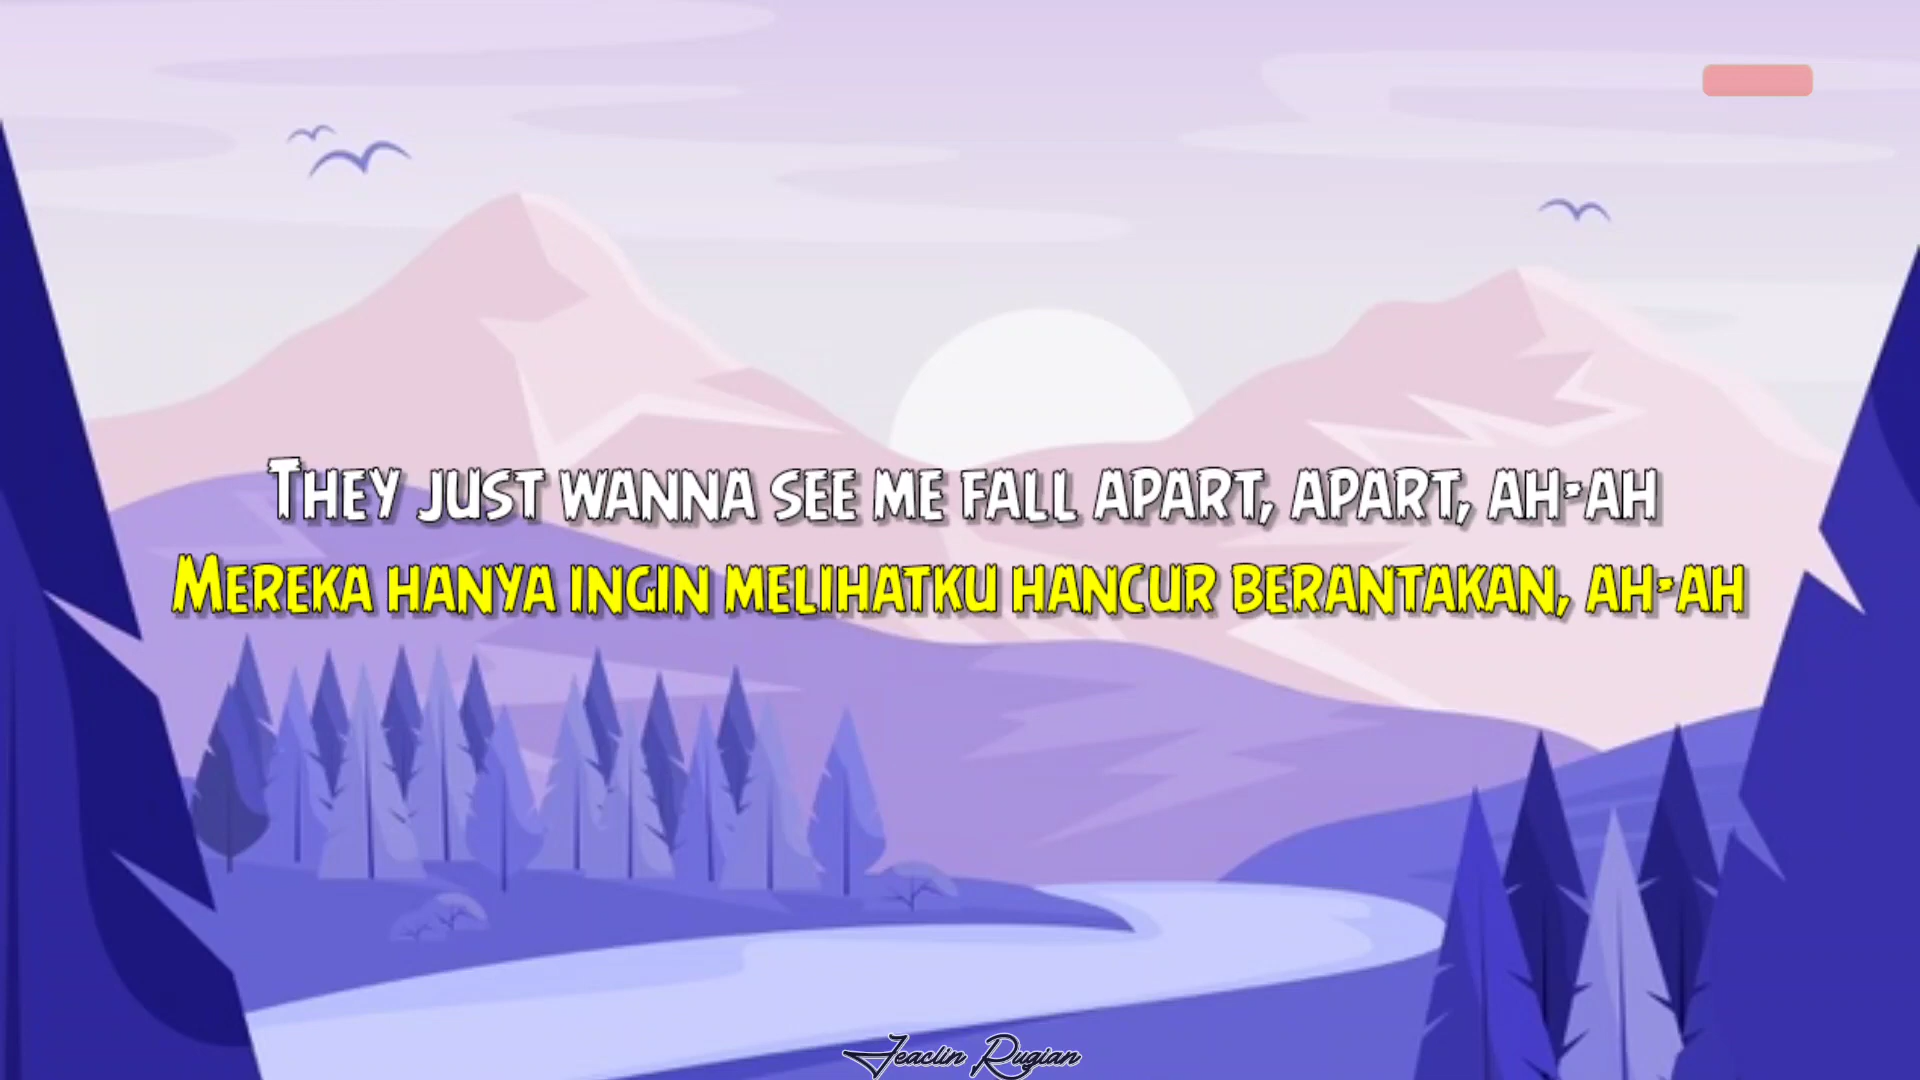 They just wanna see me fall apart, apart, ah-ah
Mereka hanya ingin melihatku hancur berantakan, ah-ah
Jeaclin Rugian